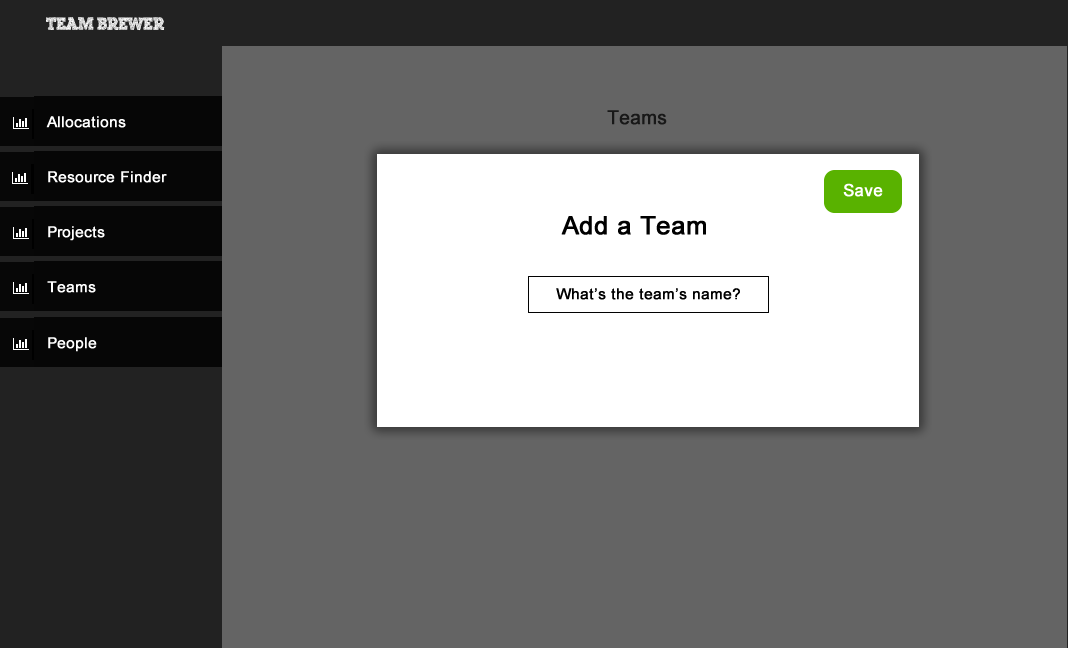 TEAM BREWER
Allocations
Resource Finder
Projects
Teams
People
Teams
Save
Add a Team
What’s the team’s name?